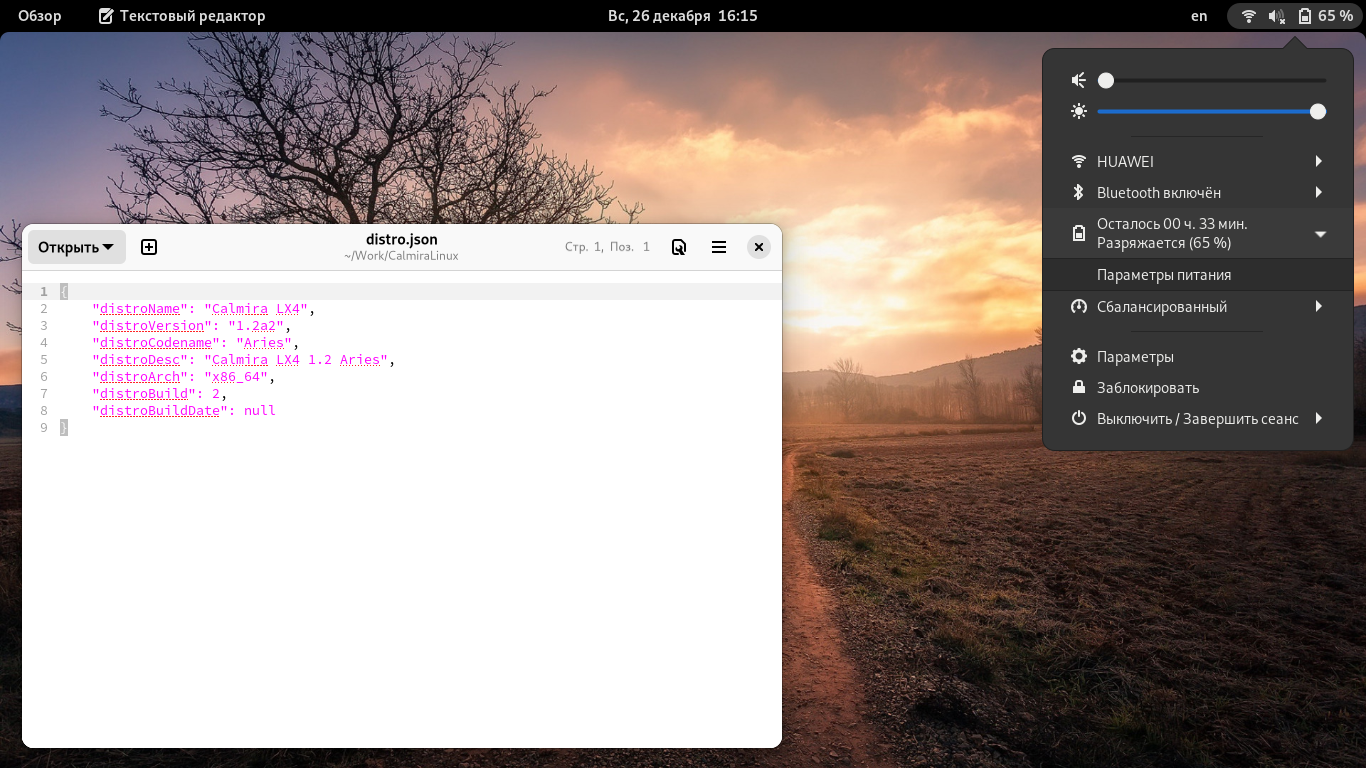 Обзор
Текстовый редактор
Вс, 26 декабря 16:15
en
65 %
Открыть
distro.json
~/Work/CalmiraLinux
Стр. 1, Поз. 1
1 {
2 "distroName": "Calmira LX4",
3 "distroVersion": "1.2a2",
4 "distroCodename": "Aries",
5 "distroDesc": "Calmira LX4 1.2 Aries",
6 "distroArch": "x86_64",
7 "distroBuild": 2,
8 "distroBuildDate": null
9 }
HUAWEI
Bluetooth включён
Осталось 00 ч. 33 мин.
Разряжается (65 %)
Параметры питания
Сбалансированный
Параметры
Заблокировать
Выключить / Завершить сеанс